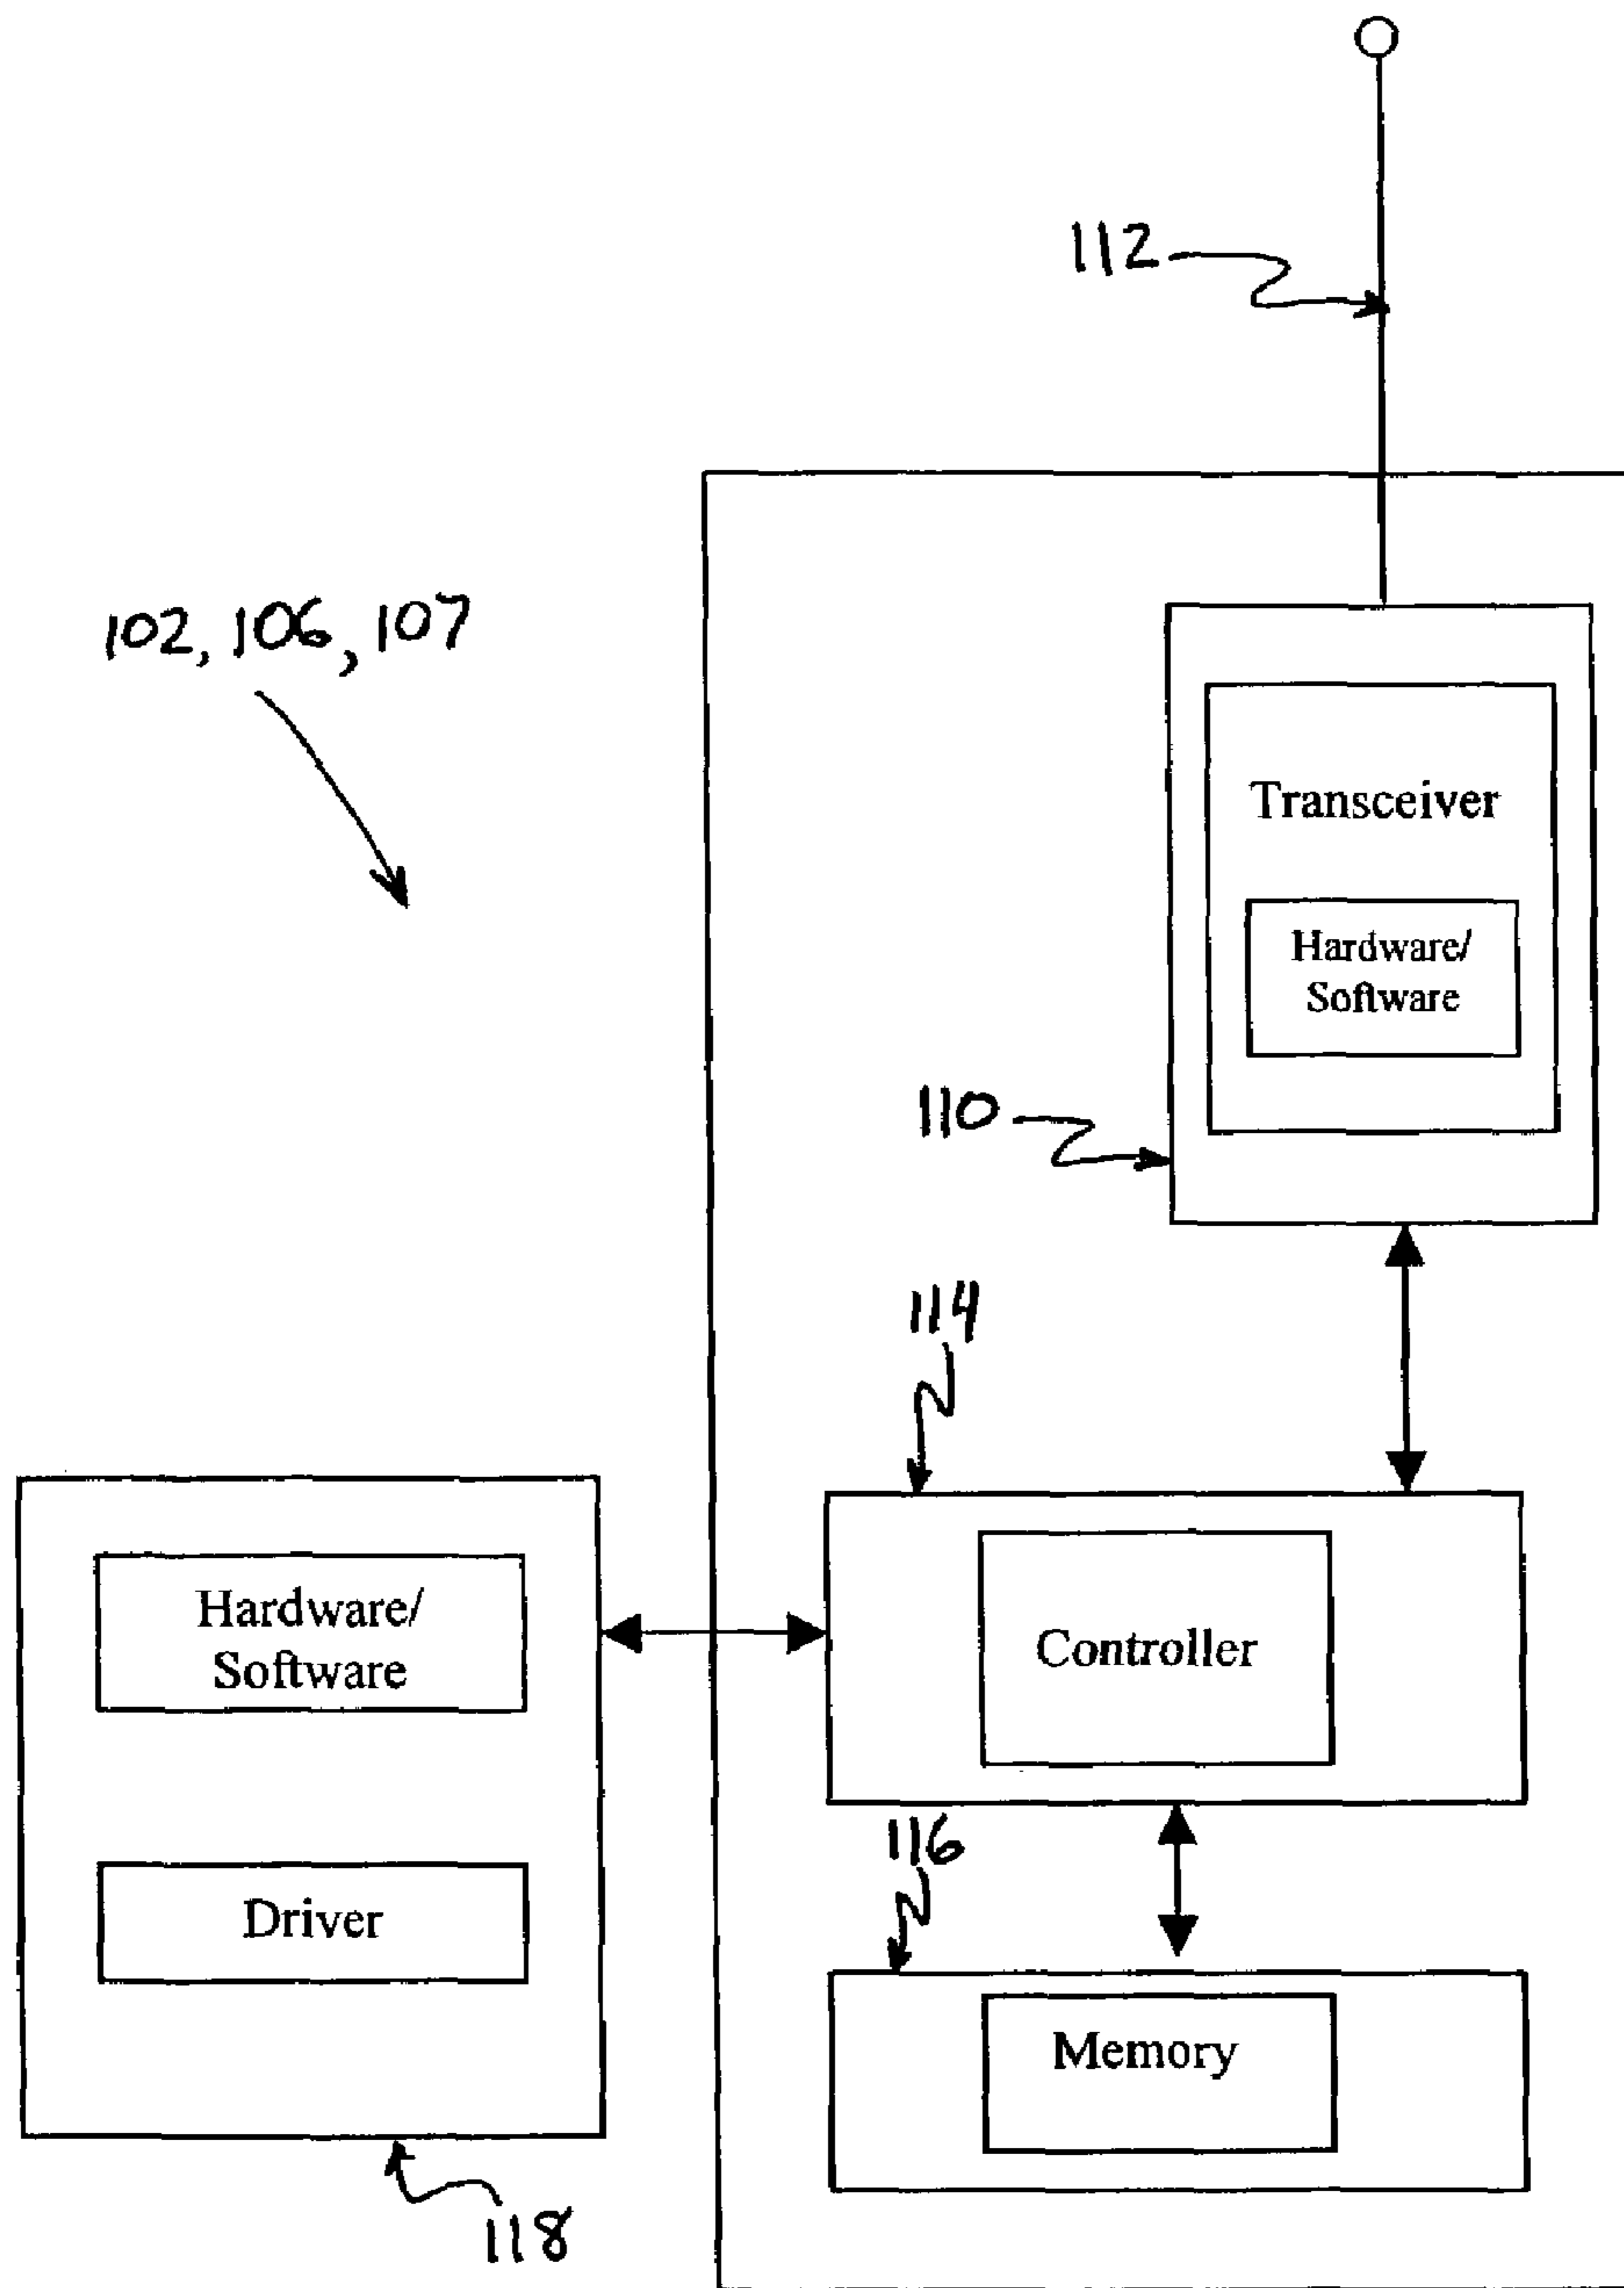 112
102, 106, 107
Transceiver
Hardware/
Software
110
114
Hardware/
Software
Controller
116
Driver
Memory
118